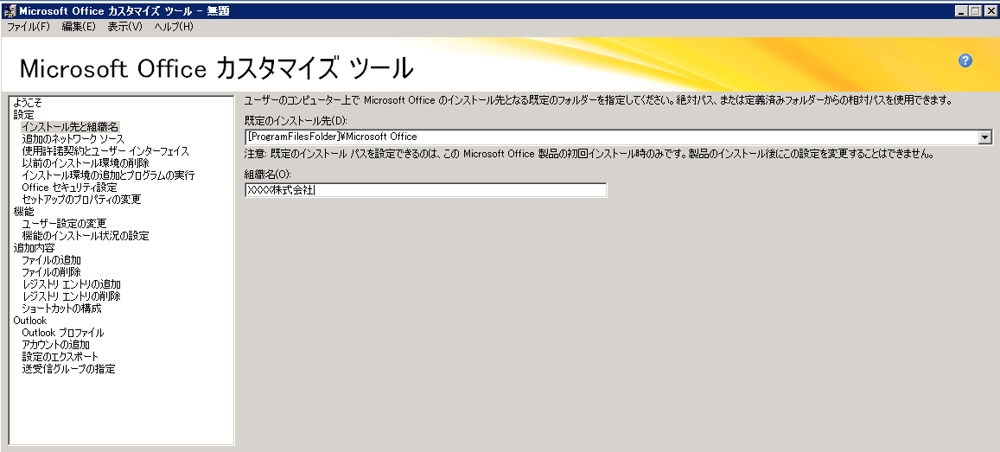 Microsoft Office カスタマイズ ツール - 無題
ファイル(F) 編集(E) 表示(V) ヘルプ(H)
Microsoft Office カスタマイズ ツール
?
ようこそ
設定
インストール先と組織名
追加のネットワーク ソース
使用許諾契約とユーザー インターフェイス
以前のインストール環境の削除
インストール環境の追加とプログラムの実行
Office セキュリティ設定
セットアップのプロパティの変更
機能
ユーザー設定の変更
機能のインストール状況の設定
追加内容
ファイルの追加
ファイルの削除
レジストリ エントリの追加
レジストリ エントリの削除
ショートカットの構成
Outlook
Outlook プロファイル
アカウントの追加
設定のエクスポート
送受信グループの指定
ユーザーのコンピューター上で Microsoft Office のインストール先となる既定のフォルダーを指定してください。絶対パス、または定義済みフォルダーからの相対パスを使用できます。
既定のインストール先(D):
[ProgramFilesFolder]¥Microsoft Office
注意: 既定のインストール パスを設定できるのは、この Microsoft Office 製品の初回インストール時のみです。製品のインストール後にこの設定を変更することはできません。
組織名(O):
XXXX株式会社